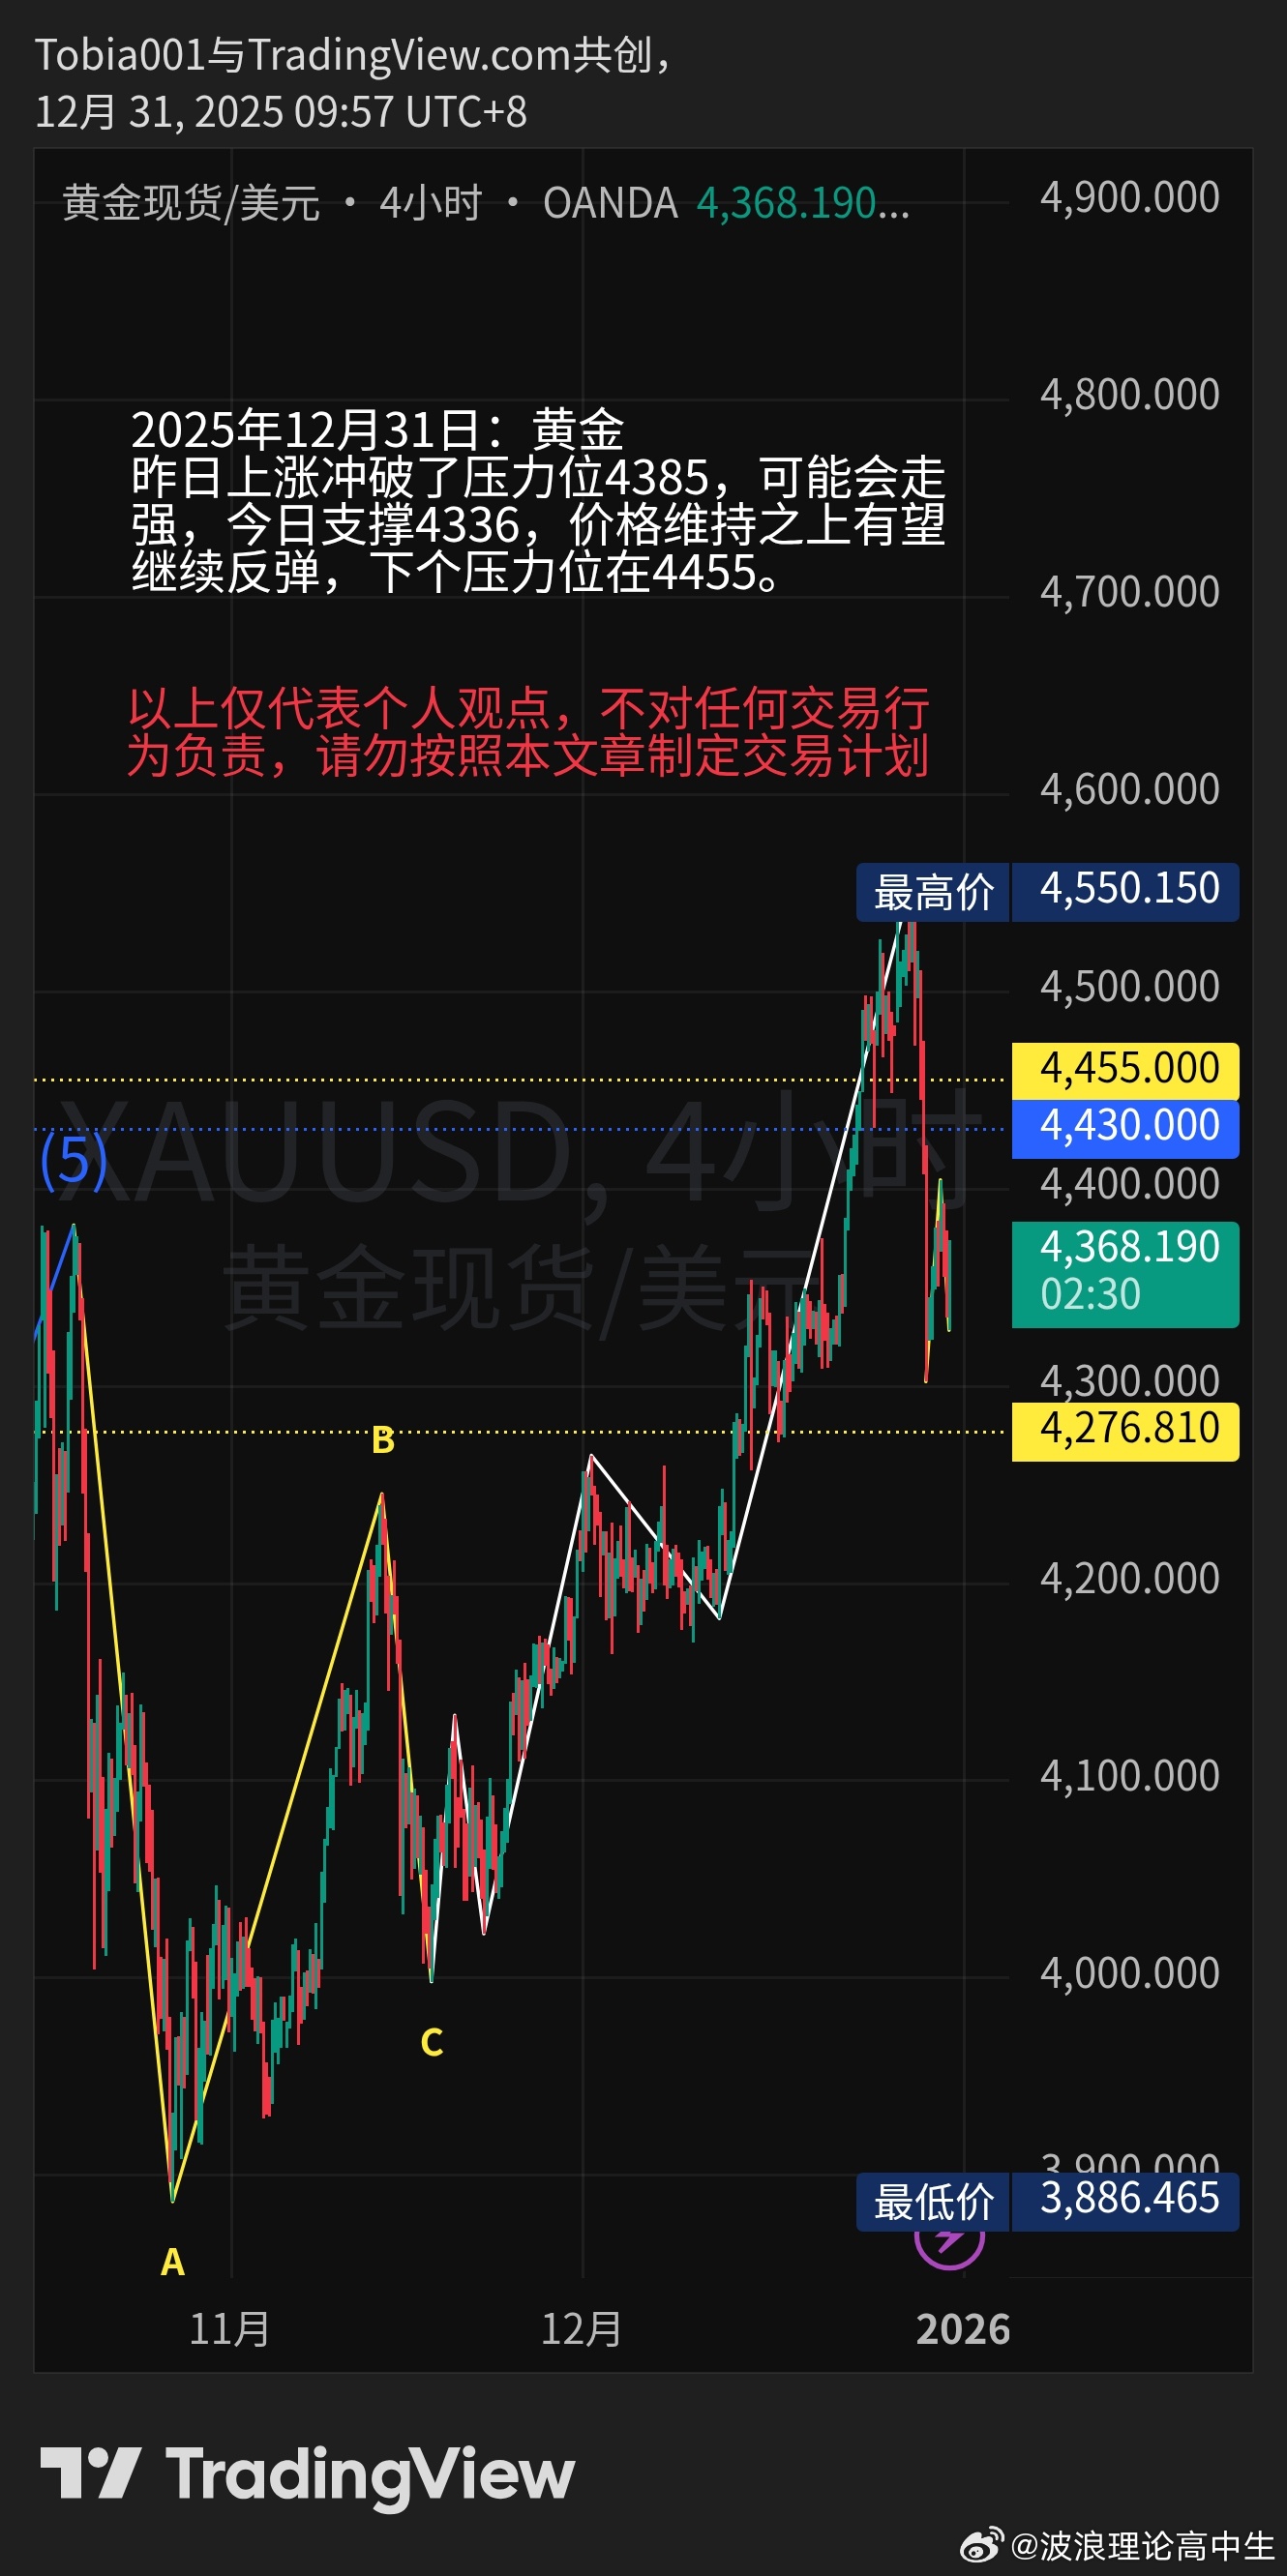 Tobia001与TradingView.com共创，
12月 31, 2025 09:57 UTC+8
黄金现货/美元 · 4小时 · OANDA 4,368.190...
4,900.000
4,800.000
2025年12月31日：黄金
昨日上涨冲破了压力位4385，可能会走
强，今日支撑4336，价格维持之上有望
继续反弹，下个压力位在4455。
4,700.000
以上仅代表个人观点，不对任何交易行
为负责，请勿按照本文章制定交易计划
4,600.000
最高价 4,550.150
4,500.000
4,455.000
4,430.000
XAUUSD, 4小时
(5)
4,400.000
4,368.190
02:30
黄金现货/美元
4,300.000
4,276.810
B
4,200.000
4,100.000
4,000.000
C
3,900.000
最低价 3,886.465
A
11月 12月 2026
TradingView
@波浪理论高中生